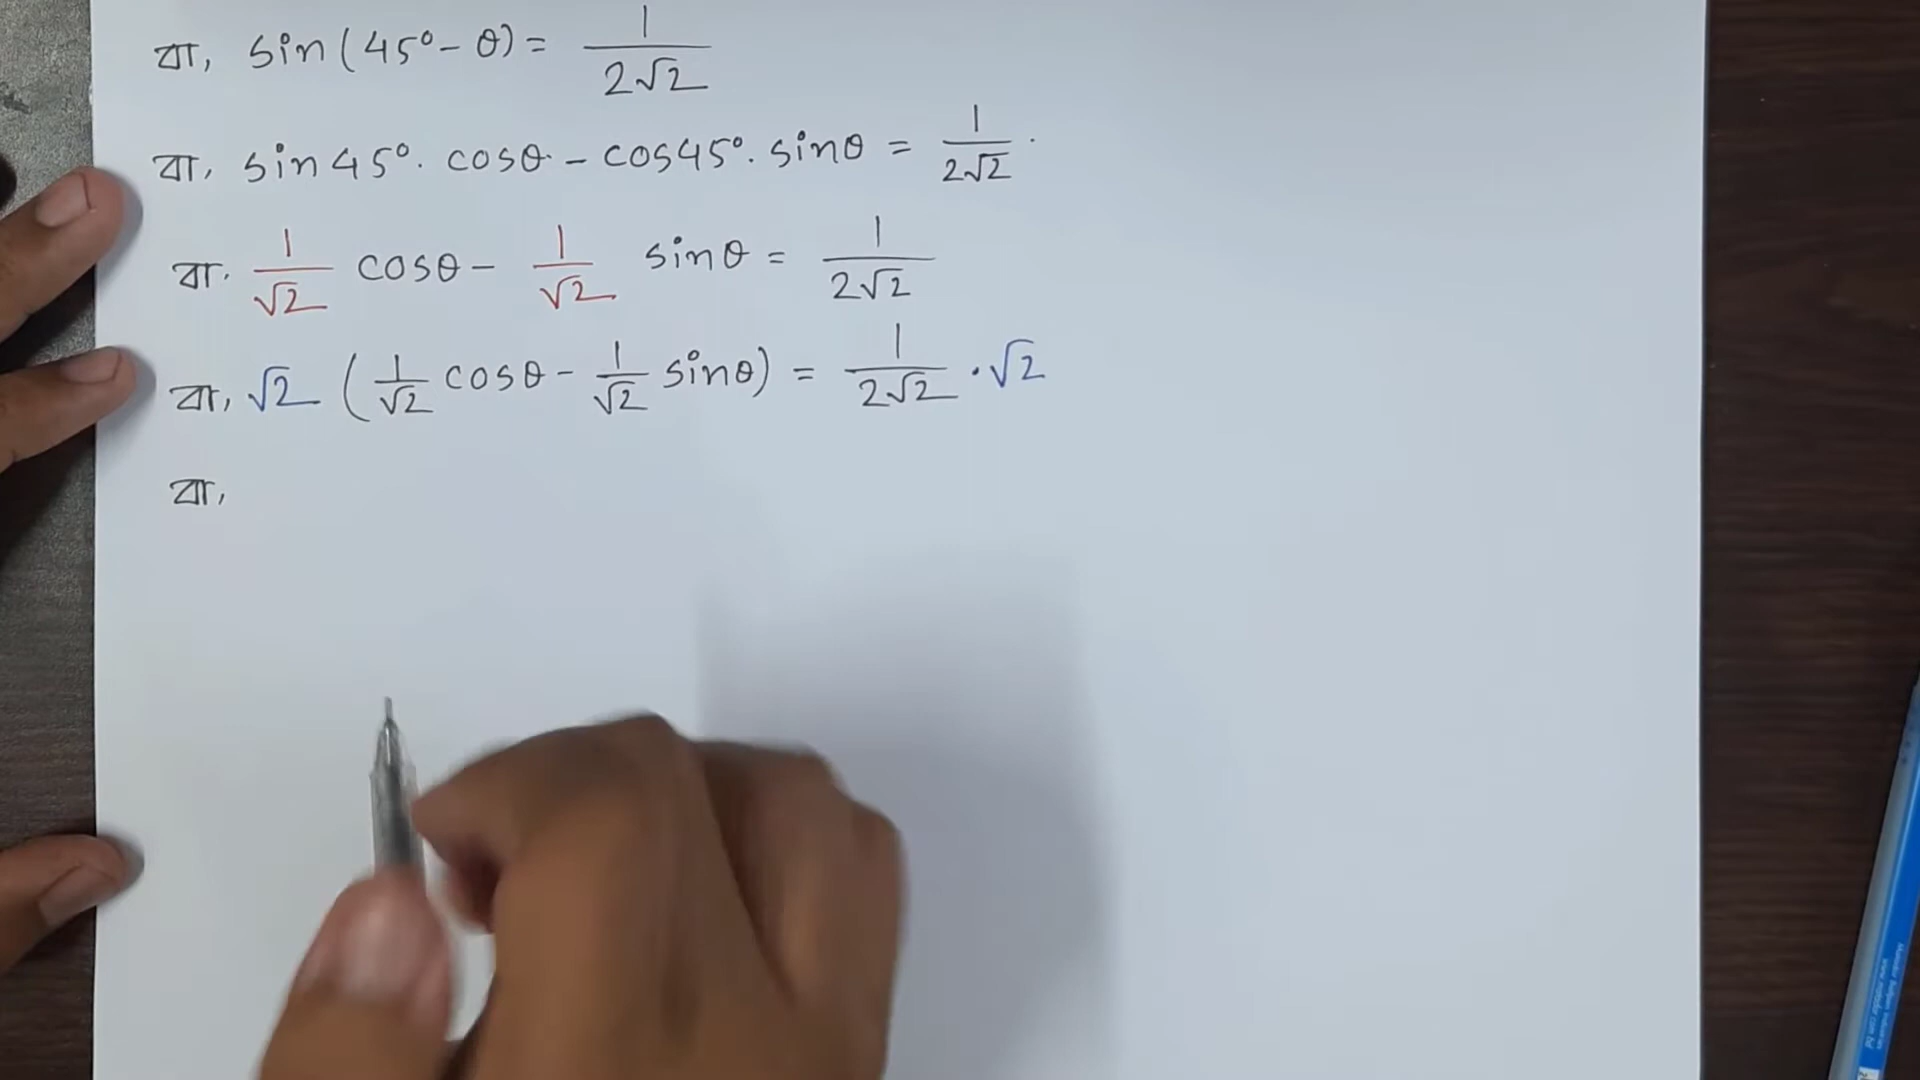 বা, sin(45° - θ) = 1/2√2
বা, sin45°. cosθ - cos45°. sinθ = 1/2√2
বা, 1/√2 cosθ - 1/√2 sinθ = 1/2√2
বা, √2 (1/√2 cosθ - 1/√2 sinθ) = 1/2√2 · √2
বা,